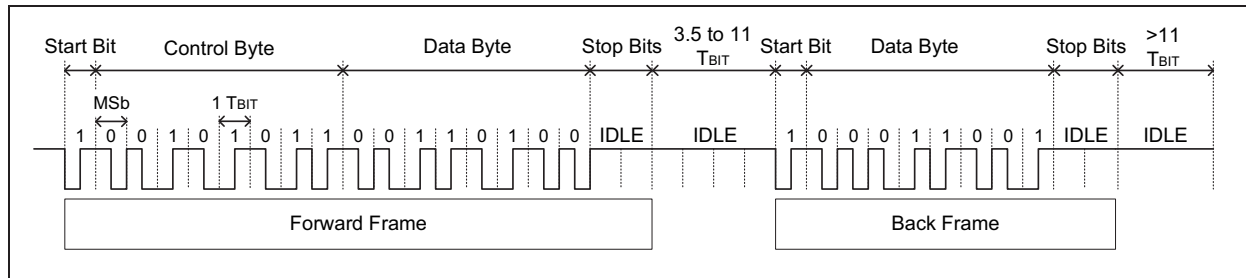 Start Bit Control Byte Data Byte Stop Bits 3.5 to 11 TBIT Start Bit Data Byte Stop Bits >11 TBIT
MSb 1 TBIT
1 0 0 1 0 1 0 1 1 0 0 1 1 0 1 0 0 IDLE IDLE 1 0 0 0 1 1 0 0 1 IDLE IDLE
Forward Frame Back Frame